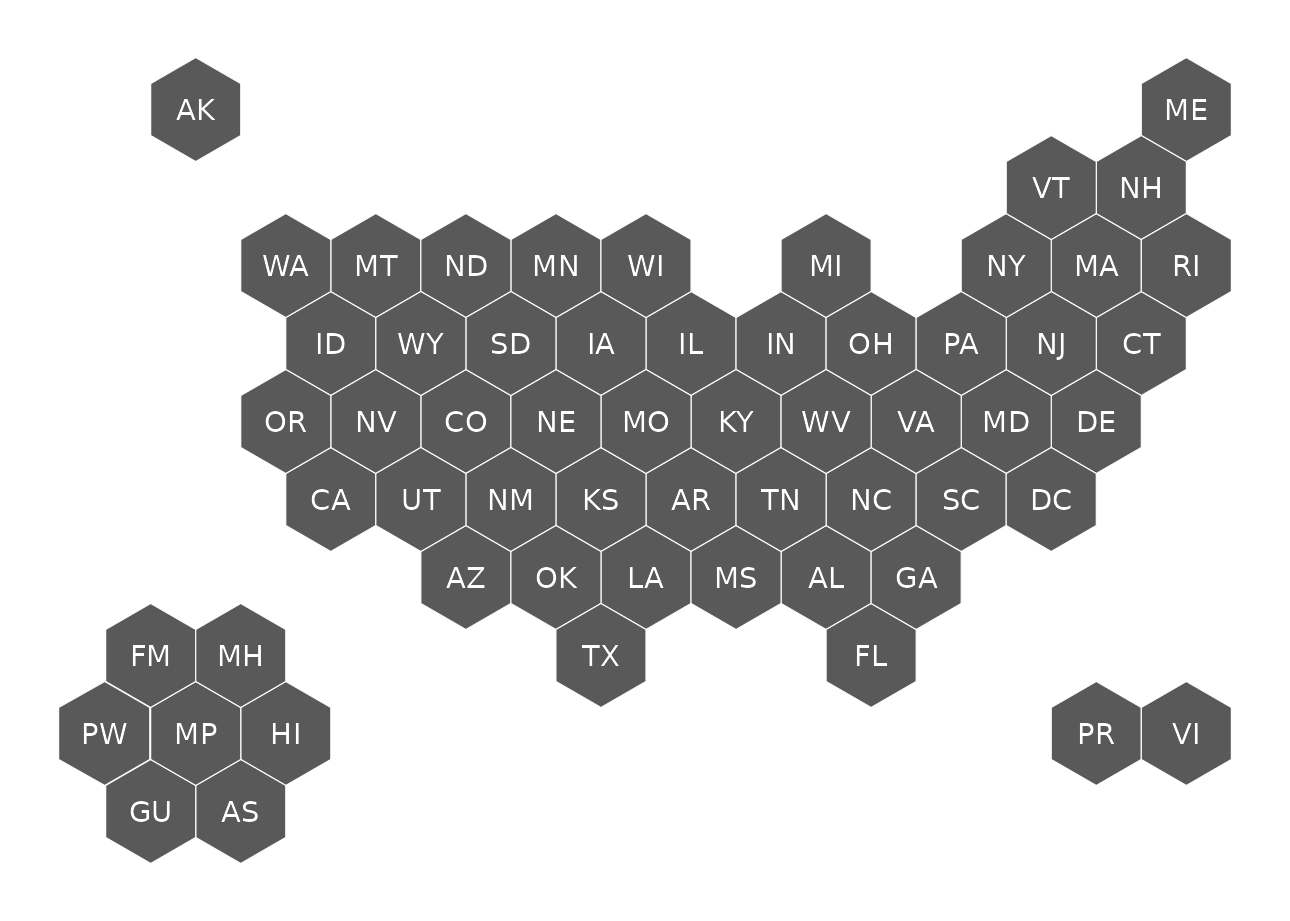 AK ME
VT NH
WA MT ND MN WI MI NY MA RI
ID WY SD IA IL IN OH PA NJ CT
OR NV CO NE MO KY WV VA MD DE
CA UT NM KS AR TN NC SC DC
AZ OK LA MS AL GA
FM MH TX FL
PW MP HI PR VI
GU AS